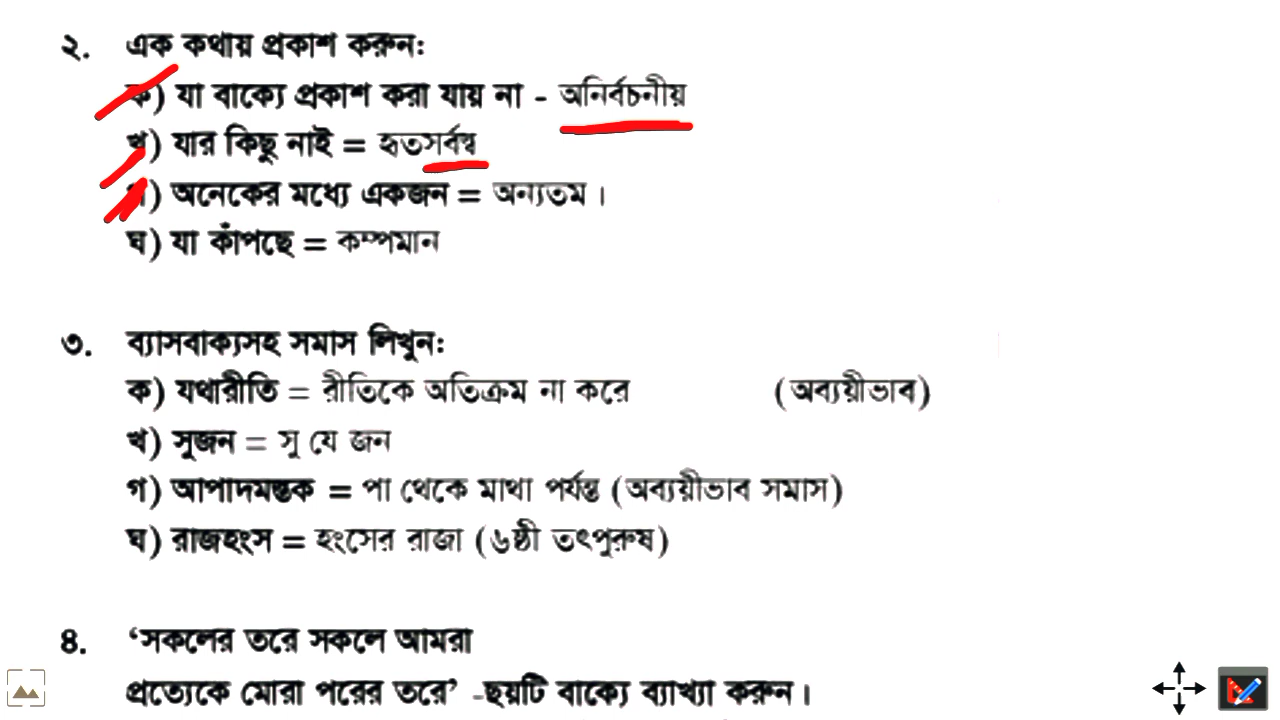 ২. এক কথায় প্রকাশ করুন:
ক) যা বাক্যে প্রকাশ করা যায় না - অনির্বচনীয়
খ) যার কিছু নাই = হৃতসর্বস্ব
গ) অনেকের মধ্যে একজন = অন্যতম।
ঘ) যা কাঁপছে = কম্পমান
৩. ব্যাসবাক্যসহ সমাস লিখুন:
ক) যথারীতি = রীতিকে অতিক্রম না করে (অব্যয়ীভাব)
খ) সুজন = সু যে জন
গ) আপাদমস্তক = পা থেকে মাথা পর্যন্ত (অব্যয়ীভাব সমাস)
ঘ) রাজহংস = হংসের রাজা (৬ষ্ঠী তৎপুরুষ)
৪. ‘সকলের তরে সকলে আমরা
প্রত্যেকে মোরা পরের তরে’ -ছয়টি বাক্যে ব্যাখ্যা করুন।